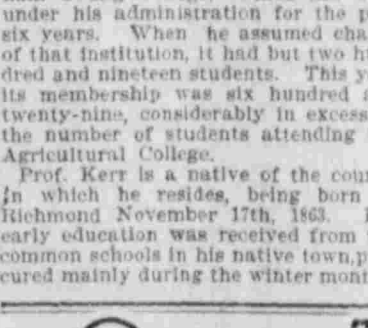 under his administration for the p
six years. When he assumed cha
of that institution, it had but two hu
dred and nineteen students. This y
its membership was six hundred a
twenty-nine, considerably in excess
the number of students attending
Agricultural College.
Prof. Kerr is a native of the cou
in which he resides, being born
Richmond November 17th, 1863.
early education was received from
common schools in his native town,p
cured mainly during the winter mont